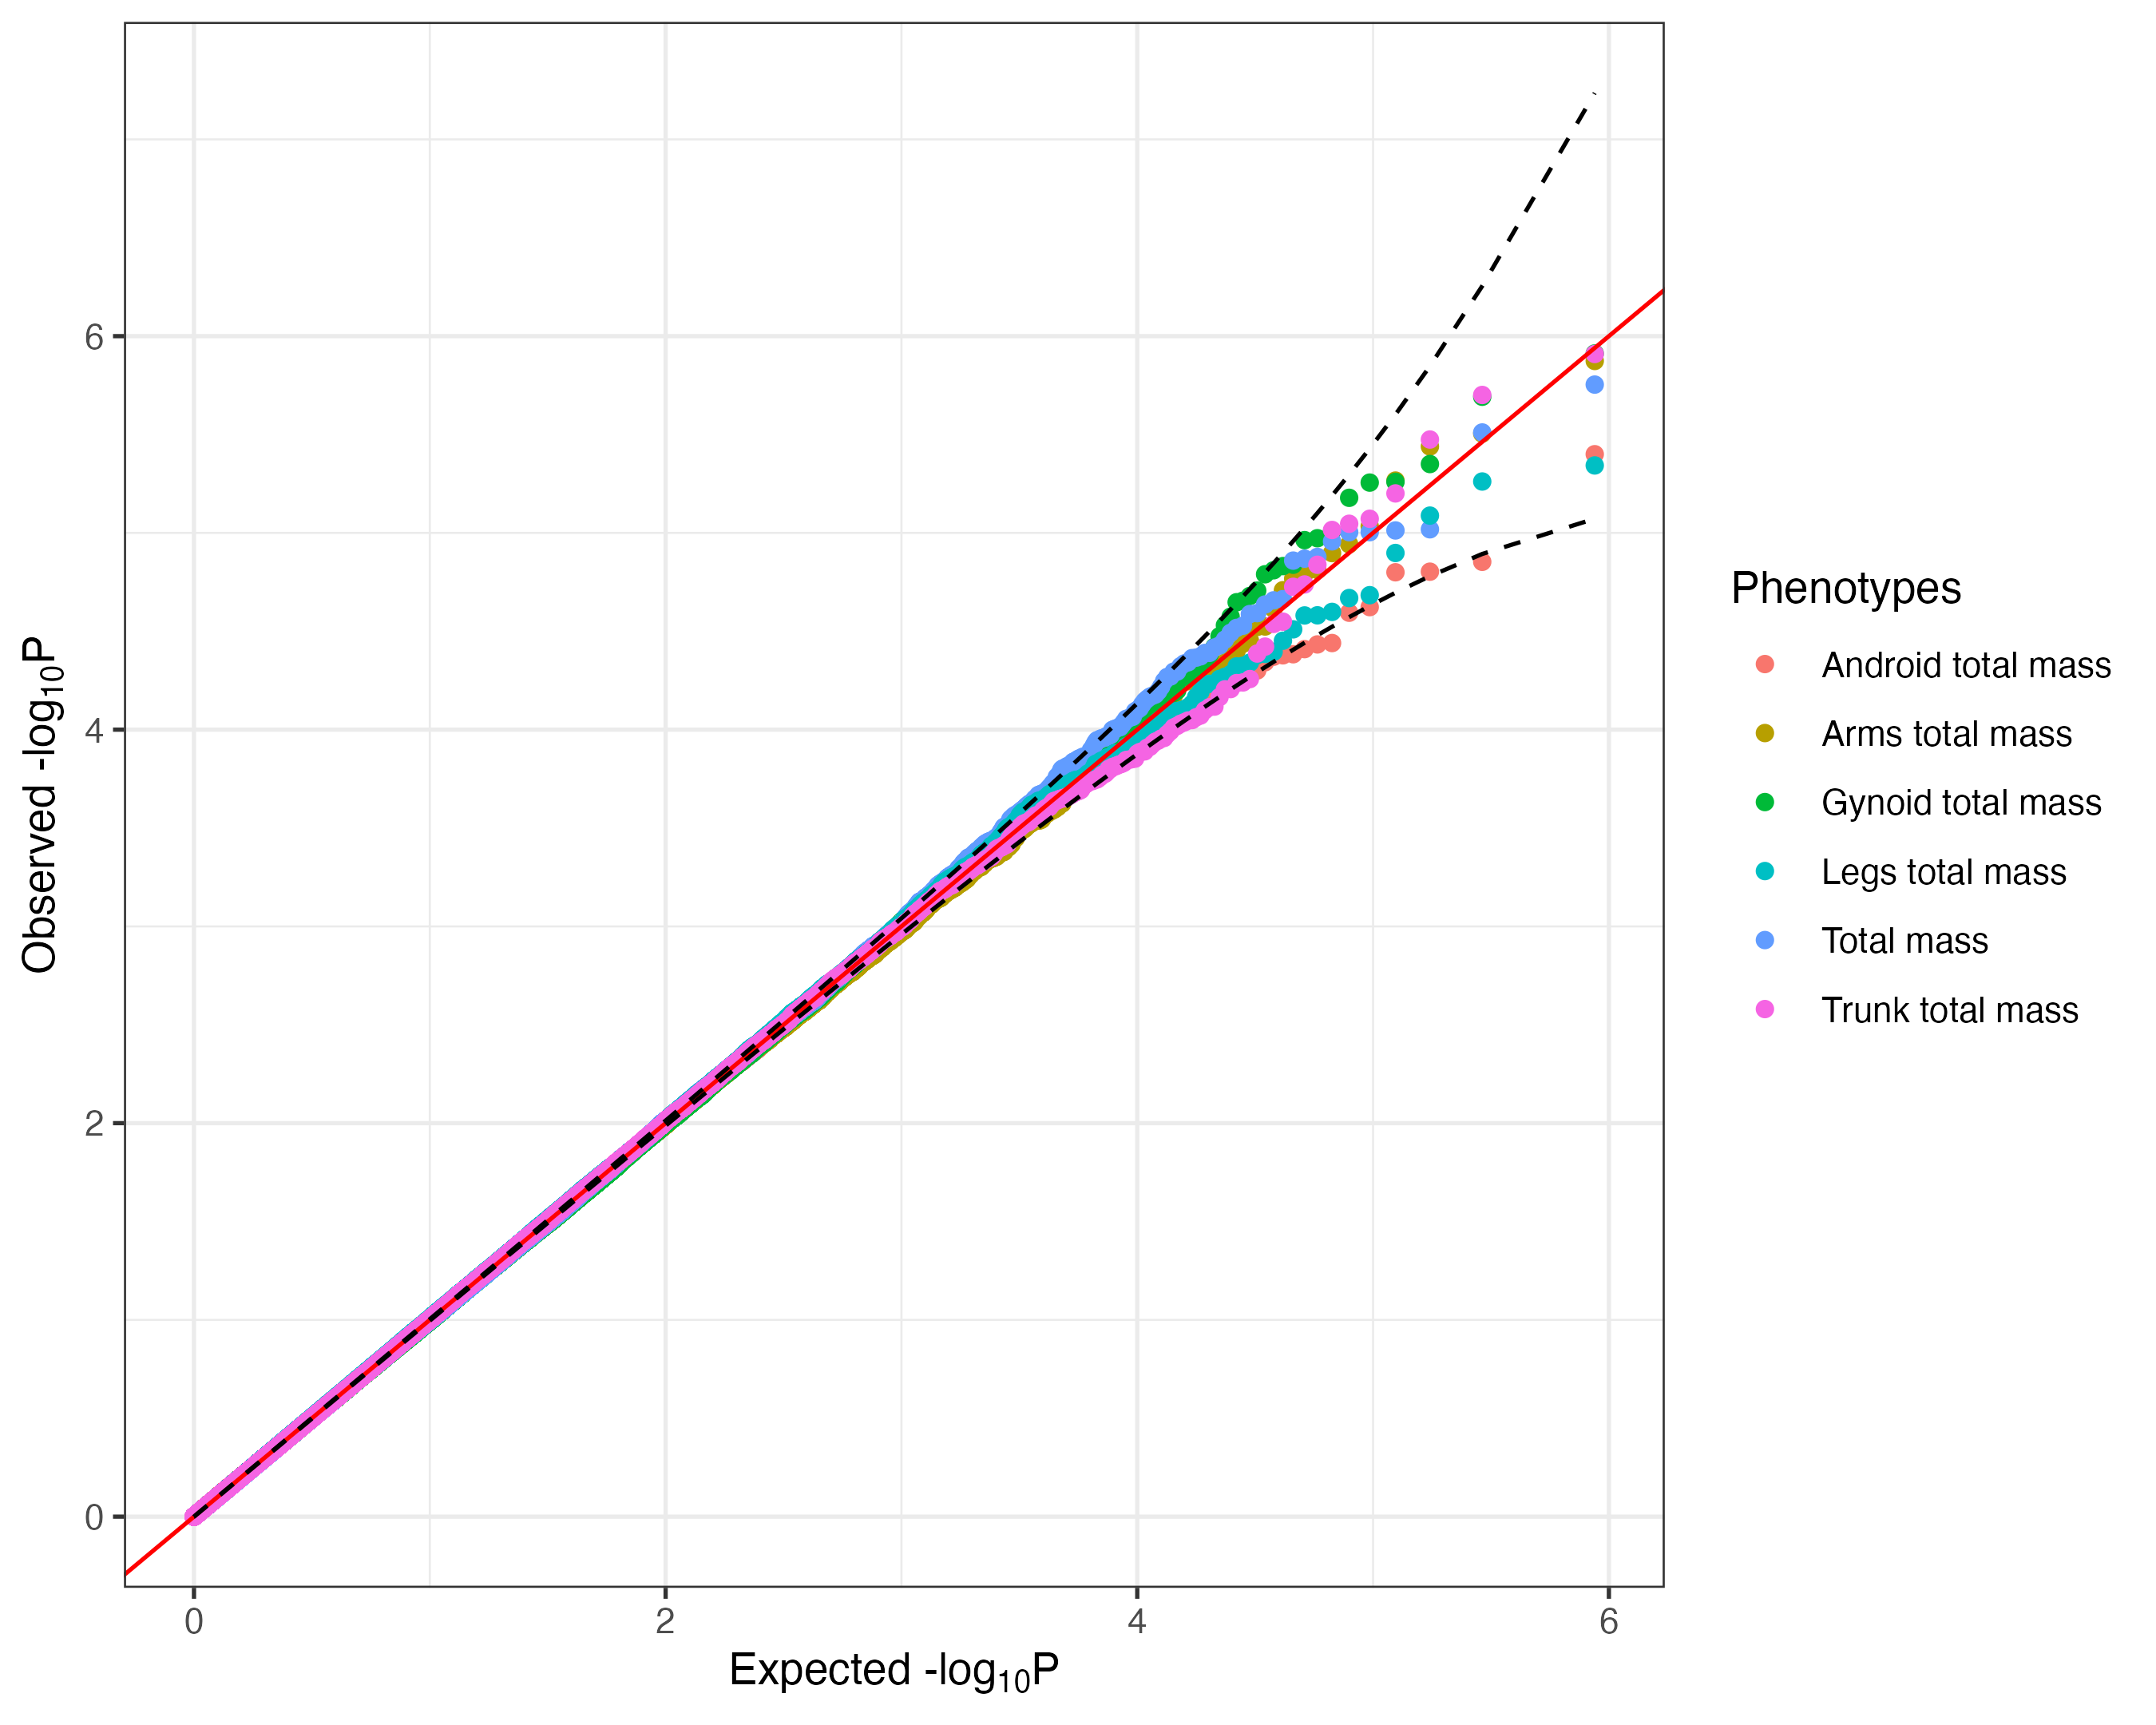 6
4
2
0
0 2 4 6
Observed -log10P
Expected -log10P
Phenotypes
Android total mass
Arms total mass
Gynoid total mass
Legs total mass
Total mass
Trunk total mass